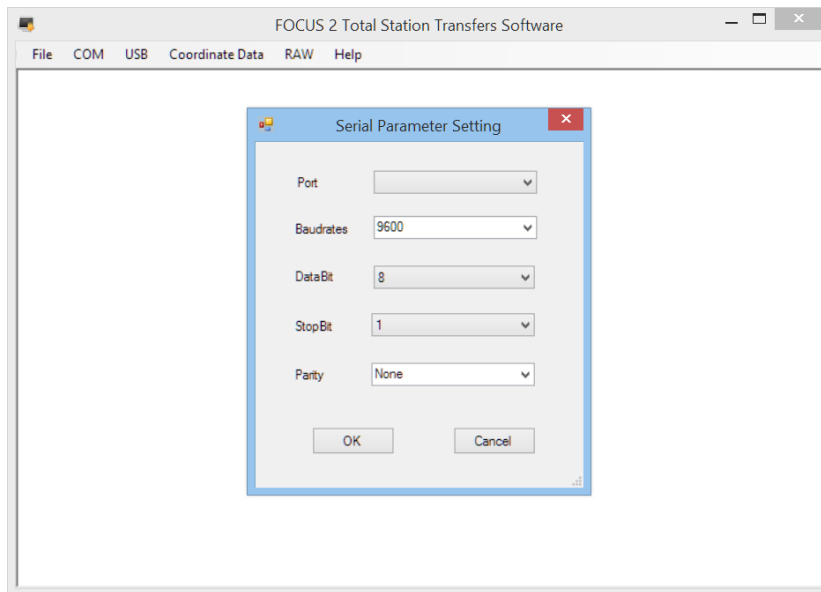 FOCUS 2 Total Station Transfers Software
File COM USB Coordinate Data RAW Help
Serial Parameter Setting
Port
Baudrates 9600
DataBit 8
StopBit 1
Parity None
OK Cancel